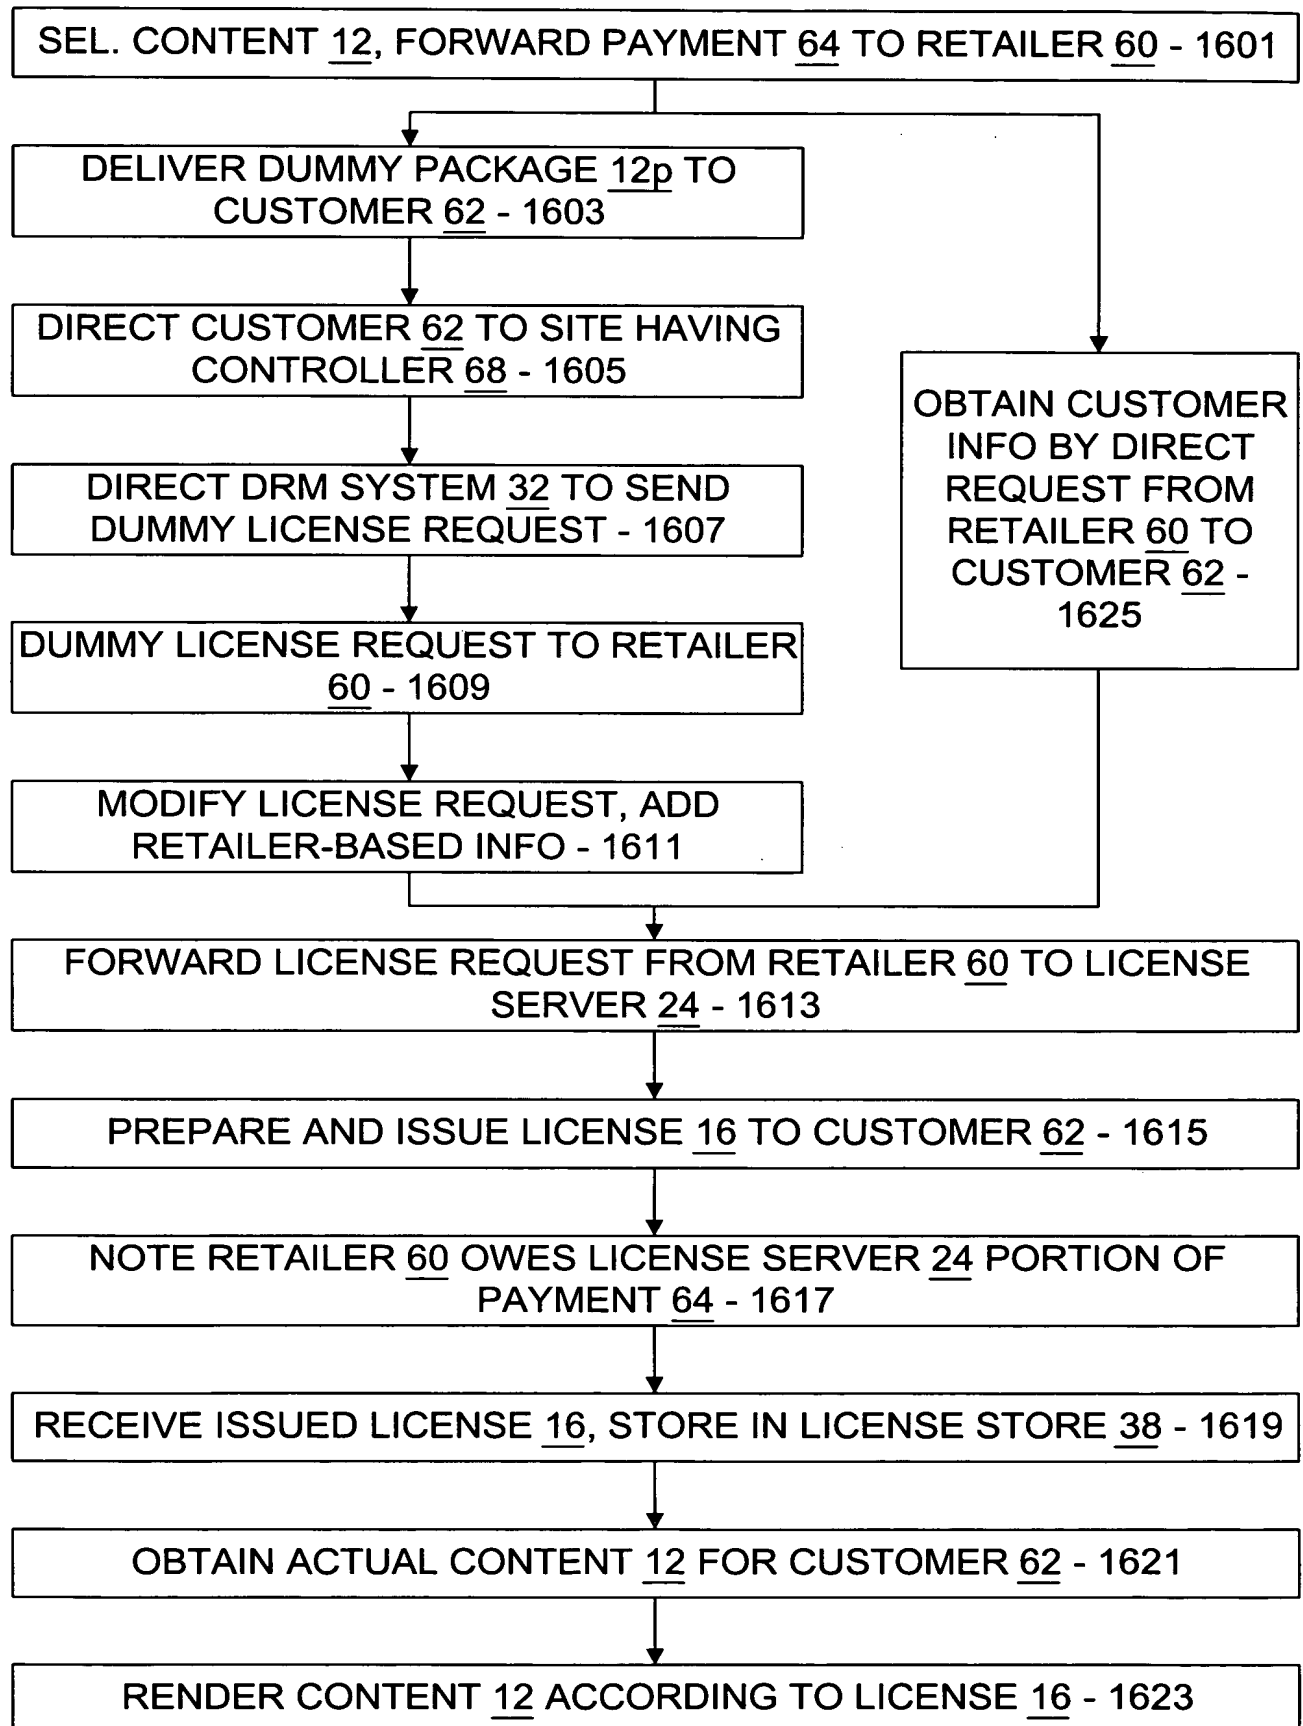 SEL. CONTENT 12, FORWARD PAYMENT 64 TO RETAILER 60 - 1601
DELIVER DUMMY PACKAGE 12p TO
CUSTOMER 62 - 1603
DIRECT CUSTOMER 62 TO SITE HAVING
CONTROLLER 68 - 1605
DIRECT DRM SYSTEM 32 TO SEND
DUMMY LICENSE REQUEST - 1607
DUMMY LICENSE REQUEST TO RETAILER
60 - 1609
MODIFY LICENSE REQUEST, ADD
RETAILER-BASED INFO - 1611
OBTAIN CUSTOMER
INFO BY DIRECT
REQUEST FROM
RETAILER 60 TO
CUSTOMER 62 -
1625
FORWARD LICENSE REQUEST FROM RETAILER 60 TO LICENSE
SERVER 24 - 1613
PREPARE AND ISSUE LICENSE 16 TO CUSTOMER 62 - 1615
NOTE RETAILER 60 OWES LICENSE SERVER 24 PORTION OF
PAYMENT 64 - 1617
RECEIVE ISSUED LICENSE 16, STORE IN LICENSE STORE 38 - 1619
OBTAIN ACTUAL CONTENT 12 FOR CUSTOMER 62 - 1621
RENDER CONTENT 12 ACCORDING TO LICENSE 16 - 1623